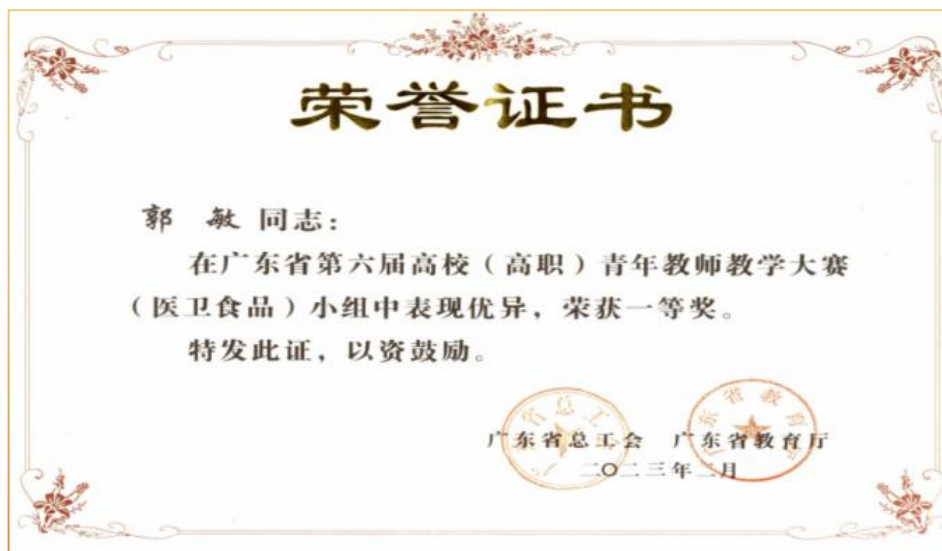 荣誉证书
郭 敏 同志：
在广东省第六届高校（高职）青年教师教学大赛
（医卫食品）小组中表现优异，荣获一等奖。
特发此证，以资鼓励。
广东省总工会 广东省教育厅
二〇二三年二月